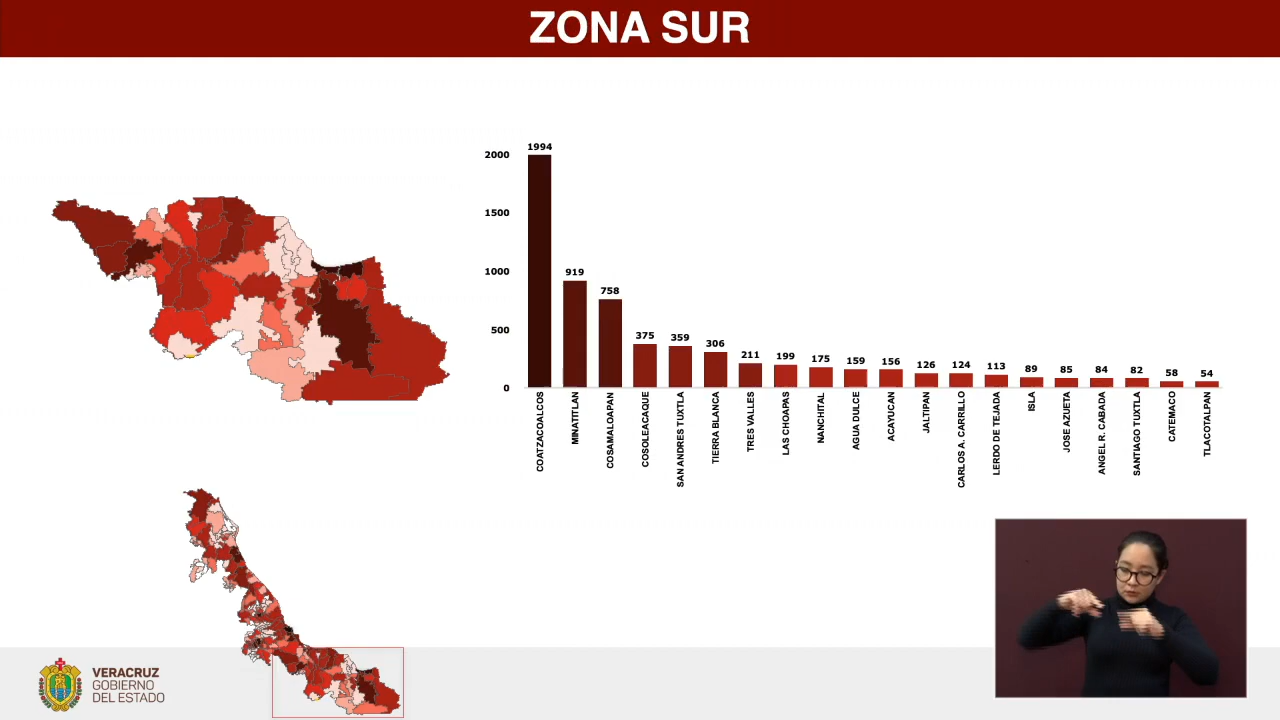 ZONA SUR
2000
1500
1000
500
0
1994
919
758
375
359
306
211
199
175
159
156
126
124
113
89
85
84
82
58
54
COATZACOALCOS
MINATITLAN
COSAMALOAPAN
COSOLEACAQUE
SAN ANDRES TUXTLA
TIERRA BLANCA
TRES VALLES
LAS CHOAPAS
NANCHITAL
AGUA DULCE
ACAYUCAN
JALTIPAN
CARLOS A. CARRILLO
LERDO DE TEJADA
ISLA
JOSE AZUETA
ANGEL R. CABADA
SANTIAGO TUXTLA
CATEMACO
TLACOTALPAN
VERACRUZ
GOBIERNO
DEL ESTADO